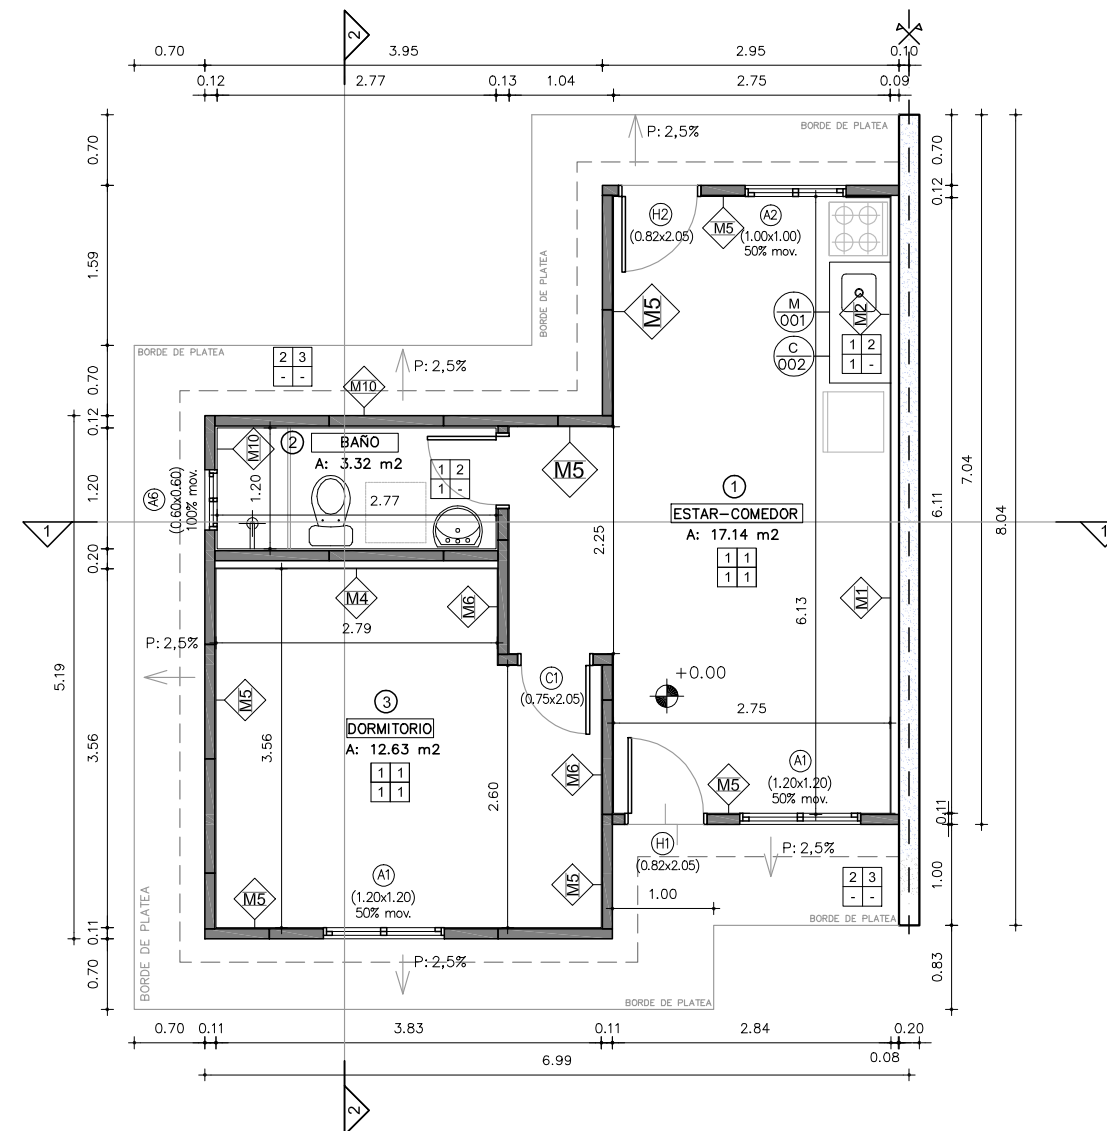 2
0.70
3.95
2.95
0.10
0.12
2.77
0.13
1.04
2.75
0.09
BORDE DE PLATEA
P: 2,5%
0.70
0.70
0.12
H2
(0.82x2.05)
M5
A2
(1.00x1.00)
50% mov.
1.59
BORDE DE PLATEA
M5
M
001
M2
C
002
1 2
1 -
BORDE DE PLATEA
2 3
- -
P: 2,5%
0.70
M10
0.12
M10
2
BAÑO
A: 3.32 m2
1 2
1 -
M5
7.04
A6
(0.60x0.60)
100% mov.
1.20
1.20
2.77
1
ESTAR-COMEDOR
A: 17.14 m2
1 1
1 1
6.11
8.04
1
1
2.25
0.20
M4
M6
M1
2.79
6.13
P: 2,5%
5.19
C1
(0.75x2.05)
+0.00
M5
3
DORMITORIO
A: 12.63 m2
1 1
1 1
2.75
3.56
3.56
2.60
M6
M5
A1
(1.20x1.20)
50% mov.
0.11
H1
(0.82x2.05)
P: 2,5%
A1
(1.20x1.20)
50% mov.
M5
M5
1.00
2 3
- -
1.00
BORDE DE PLATEA
BORDE DE PLATEA
0.11
0.70
P: 2,5%
0.83
BORDE DE PLATEA
0.70
0.11
3.83
0.11
2.84
0.20
6.99
0.08
2